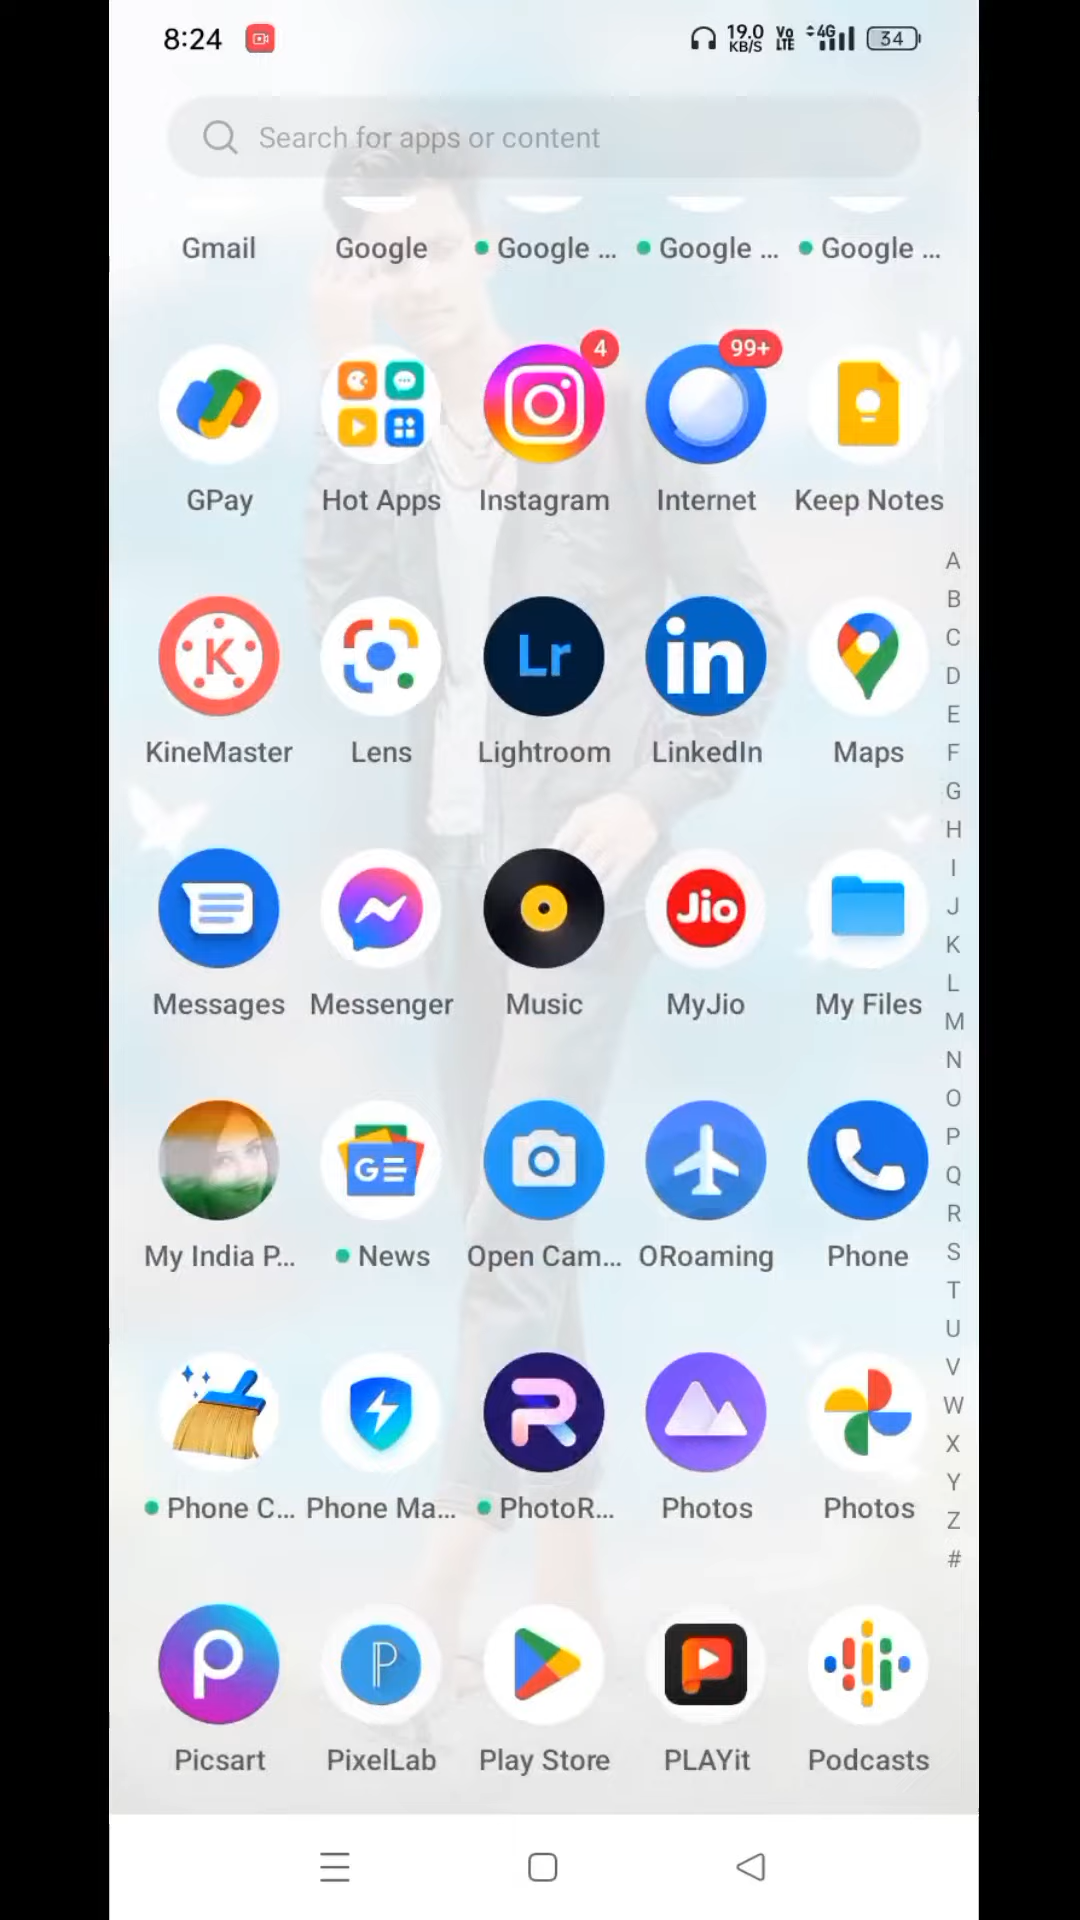 8:24 19.0 KB/S Vo LTE 4G 34
Search for apps or content
Gmail Google Google ... Google ... Google ...
4 99+
GPay Hot Apps Instagram Internet Keep Notes
A
B
C
D
E
F
G
H
I
J
K
L
M
N
O
P
Q
R
S
T
U
V
W
X
Y
Z
#
K Lr in
KineMaster Lens Lightroom LinkedIn Maps
Jio
Messages Messenger Music MyJio My Files
G
My India P... News Open Cam... ORoaming Phone
Phone C... Phone Ma... PhotoR... Photos Photos
Picsart PixelLab Play Store PLAYit Podcasts